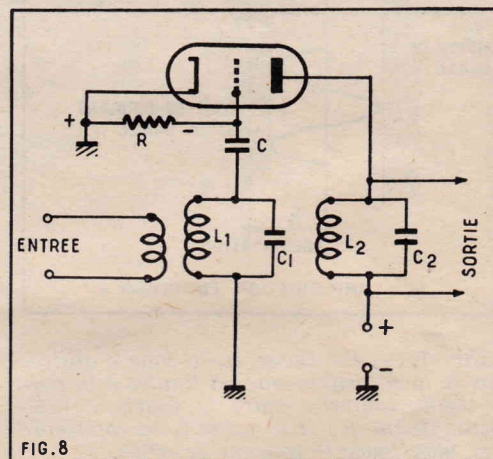 +
R
-
C
ENTREE
L1
C1
L2
C2
SORTIE
+
-
FIG.8